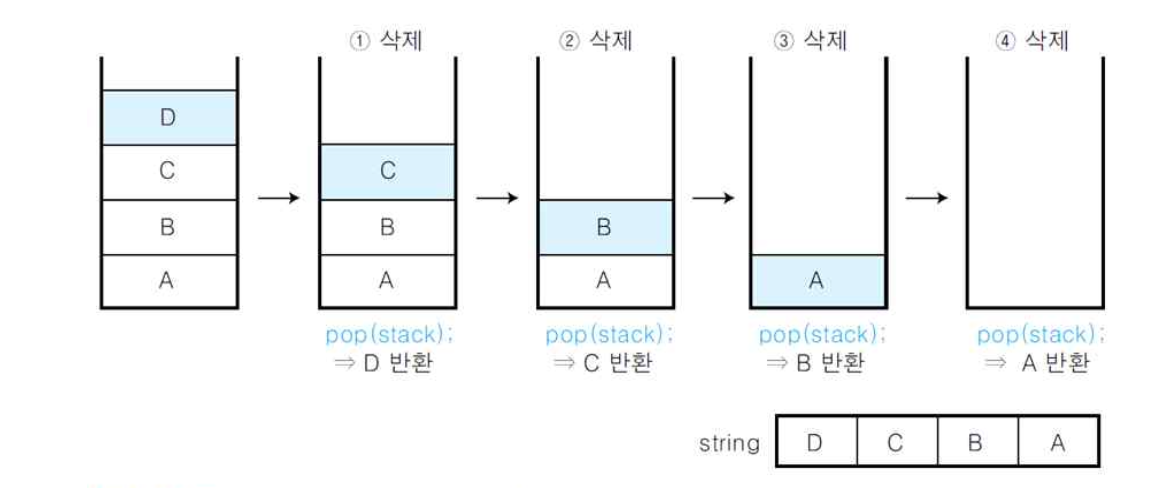 ① 삭제
② 삭제
③ 삭제
④ 삭제
D
C
B
A
C
B
A
B
A
A
pop(stack);
⇒ D 반환
pop(stack);
⇒ C 반환
pop(stack);
⇒ B 반환
pop(stack);
⇒ A 반환
string D C B A